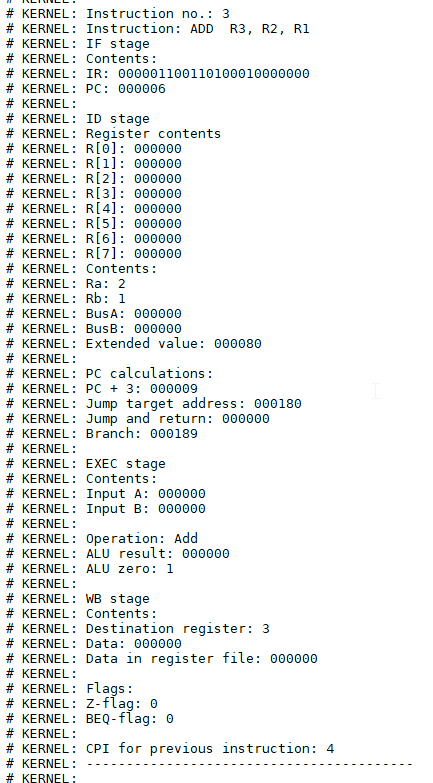 # KERNEL:
# KERNEL: Instruction no.: 3
# KERNEL: Instruction: ADD  R3, R2, R1
# KERNEL: IF stage
# KERNEL: Contents:
# KERNEL: IR: 000001100110100010000000
# KERNEL: PC: 000006
# KERNEL:
# KERNEL: ID stage
# KERNEL: Register contents
# KERNEL: R[0]: 000000
# KERNEL: R[1]: 000000
# KERNEL: R[2]: 000000
# KERNEL: R[3]: 000000
# KERNEL: R[4]: 000000
# KERNEL: R[5]: 000000
# KERNEL: R[6]: 000000
# KERNEL: R[7]: 000000
# KERNEL: Contents:
# KERNEL: Ra: 2
# KERNEL: Rb: 1
# KERNEL: BusA: 000000
# KERNEL: BusB: 000000
# KERNEL: Extended value: 000080
# KERNEL:
# KERNEL: PC calculations:
# KERNEL: PC + 3: 000009
# KERNEL: Jump target address: 000180
# KERNEL: Jump and return: 000000
# KERNEL: Branch: 000189
# KERNEL:
# KERNEL: EXEC stage
# KERNEL: Contents:
# KERNEL: Input A: 000000
# KERNEL: Input B: 000000
# KERNEL:
# KERNEL: Operation: Add
# KERNEL: ALU result: 000000
# KERNEL: ALU zero: 1
# KERNEL:
# KERNEL: WB stage
# KERNEL: Contents:
# KERNEL: Destination register: 3
# KERNEL: Data: 000000
# KERNEL: Data in register file: 000000
# KERNEL:
# KERNEL: Flags:
# KERNEL: Z-flag: 0
# KERNEL: BEQ-flag: 0
# KERNEL:
# KERNEL: CPI for previous instruction: 4
# KERNEL: -----------------------------------------
# KERNEL: